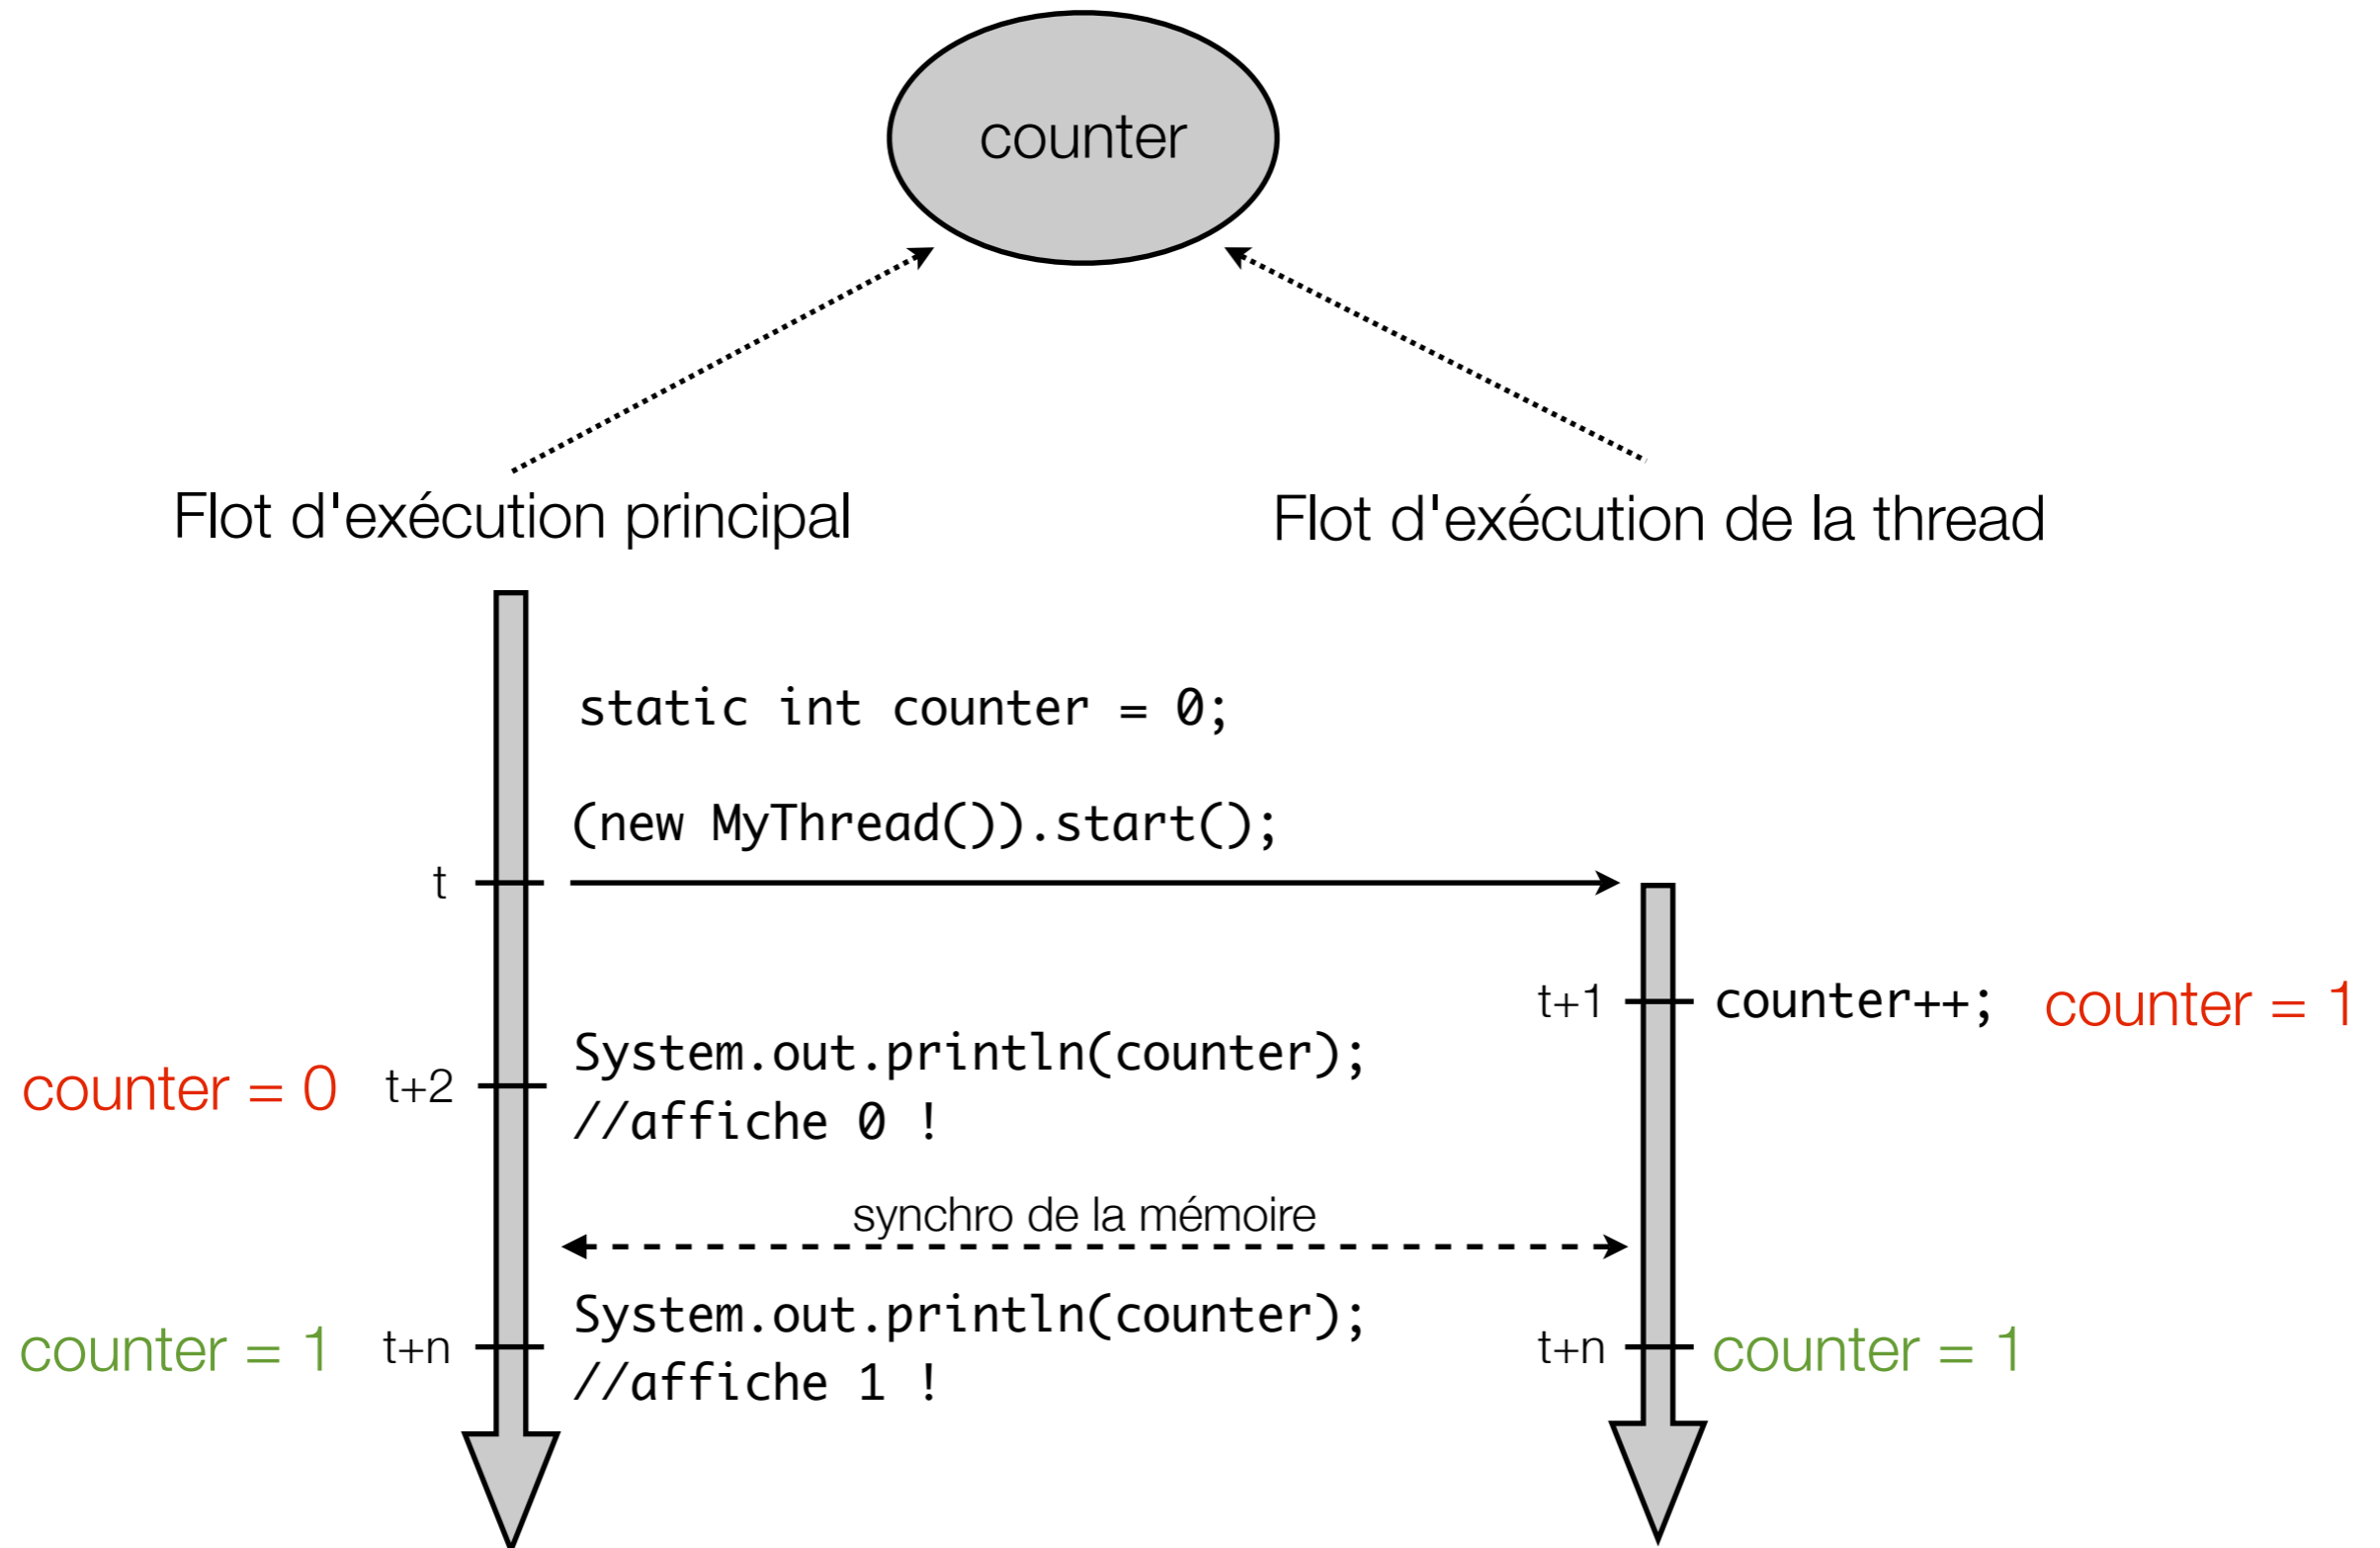 counter
Flot d'exécution principal
Flot d'exécution de la thread
static int counter = 0;
(new MyThread()).start();
t
t+1
counter++;
counter = 1
System.out.println(counter);
counter = 0
t+2
//affiche 0 !
synchro de la mémoire
System.out.println(counter);
counter = 1
t+n
//affiche 1 !
t+n
counter = 1